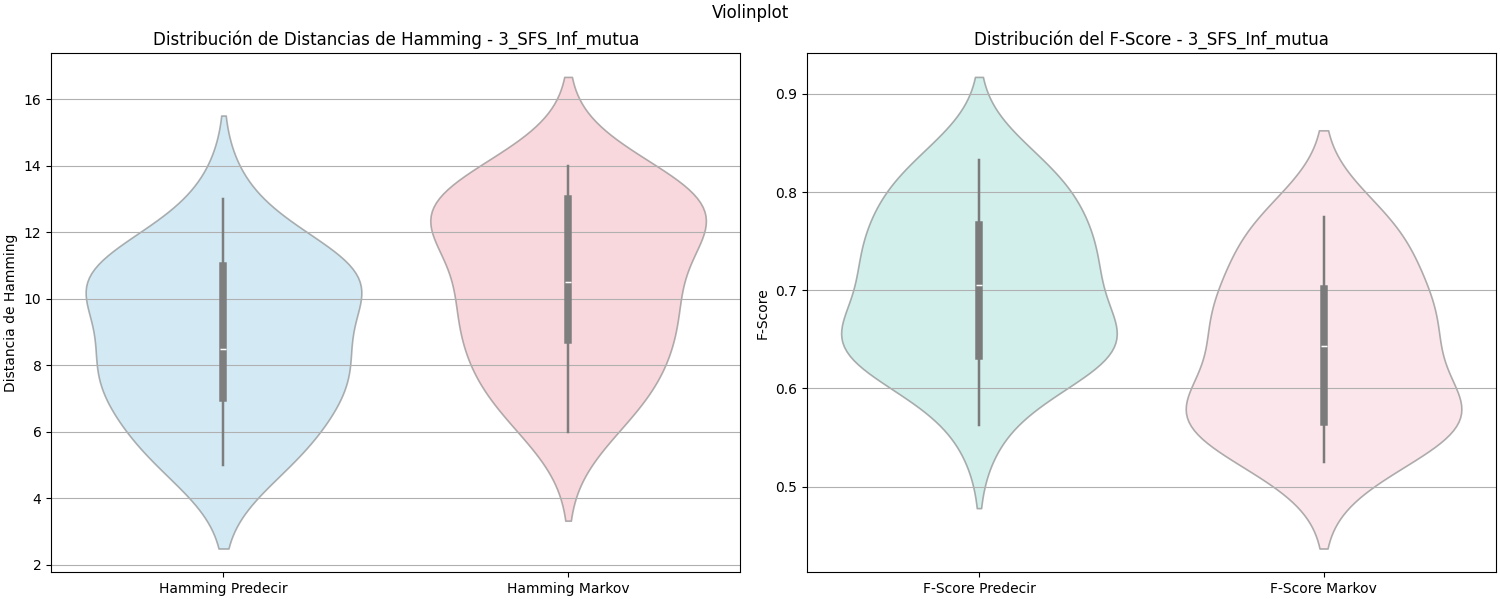 Violinplot
Distribución de Distancias de Hamming - 3_SFS_Inf_mutua
Distancia de Hamming
16
14
12
10
8
6
4
2
Hamming Predecir
Hamming Markov
Distribución del F-Score - 3_SFS_Inf_mutua
F-Score
0.9
0.8
0.7
0.6
0.5
F-Score Predecir
F-Score Markov